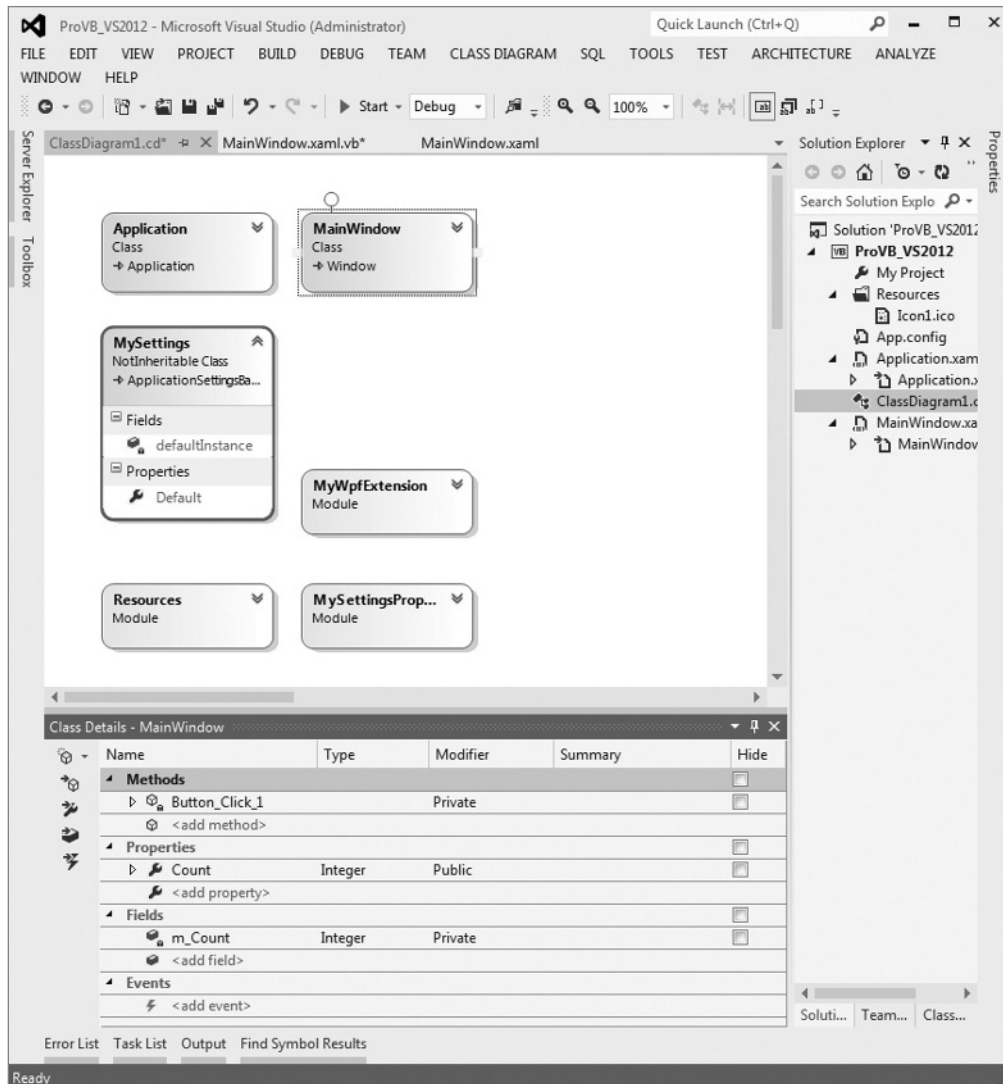 ProVB_VS2012 - Microsoft Visual Studio (Administrator)
Quick Launch (Ctrl+Q)
FILE EDIT VIEW PROJECT BUILD DEBUG TEAM CLASS DIAGRAM SQL TOOLS TEST ARCHITECTURE ANALYZE
WINDOW HELP
Start Debug 100%
Server Explorer
Toolbox
ClassDiagram1.cd* MainWindow.xaml.vb* MainWindow.xaml
Application
Class
Application
MainWindow
Class
Window
MySettings
NotInheritable Class
ApplicationSettingsBa...
Fields
defaultInstance
Properties
Default
MyWpfExtension
Module
Resources
Module
MySettingsProp...
Module
Solution Explorer
Search Solution Explo
Solution 'ProVB_VS2012
VB ProVB_VS2012
My Project
Resources
Icon1.ico
App.config
Application.xam
Application.x
ClassDiagram1.c
MainWindow.xa
MainWindow
Soluti... Team... Class...
Properties
Class Details - MainWindow
Name Type Modifier Summary Hide
Methods
Button_Click_1 Private
<add method>
Properties
Count Integer Public
<add property>
Fields
m_Count Integer Private
<add field>
Events
<add event>
Error List Task List Output Find Symbol Results
Ready